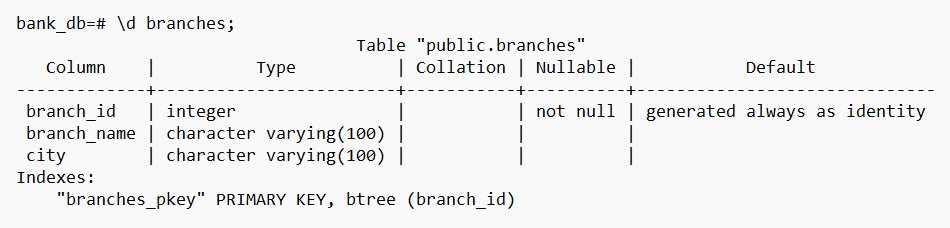 bank_db=# \d branches;
                                  Table "public.branches"
   Column    |          Type          | Collation | Nullable |           Default
-------------+------------------------+-----------+----------+------------------------------
 branch_id   | integer                |           | not null | generated always as identity
 branch_name | character varying(100) |           |          |
 city        | character varying(100) |           |          |
Indexes:
    "branches_pkey" PRIMARY KEY, btree (branch_id)